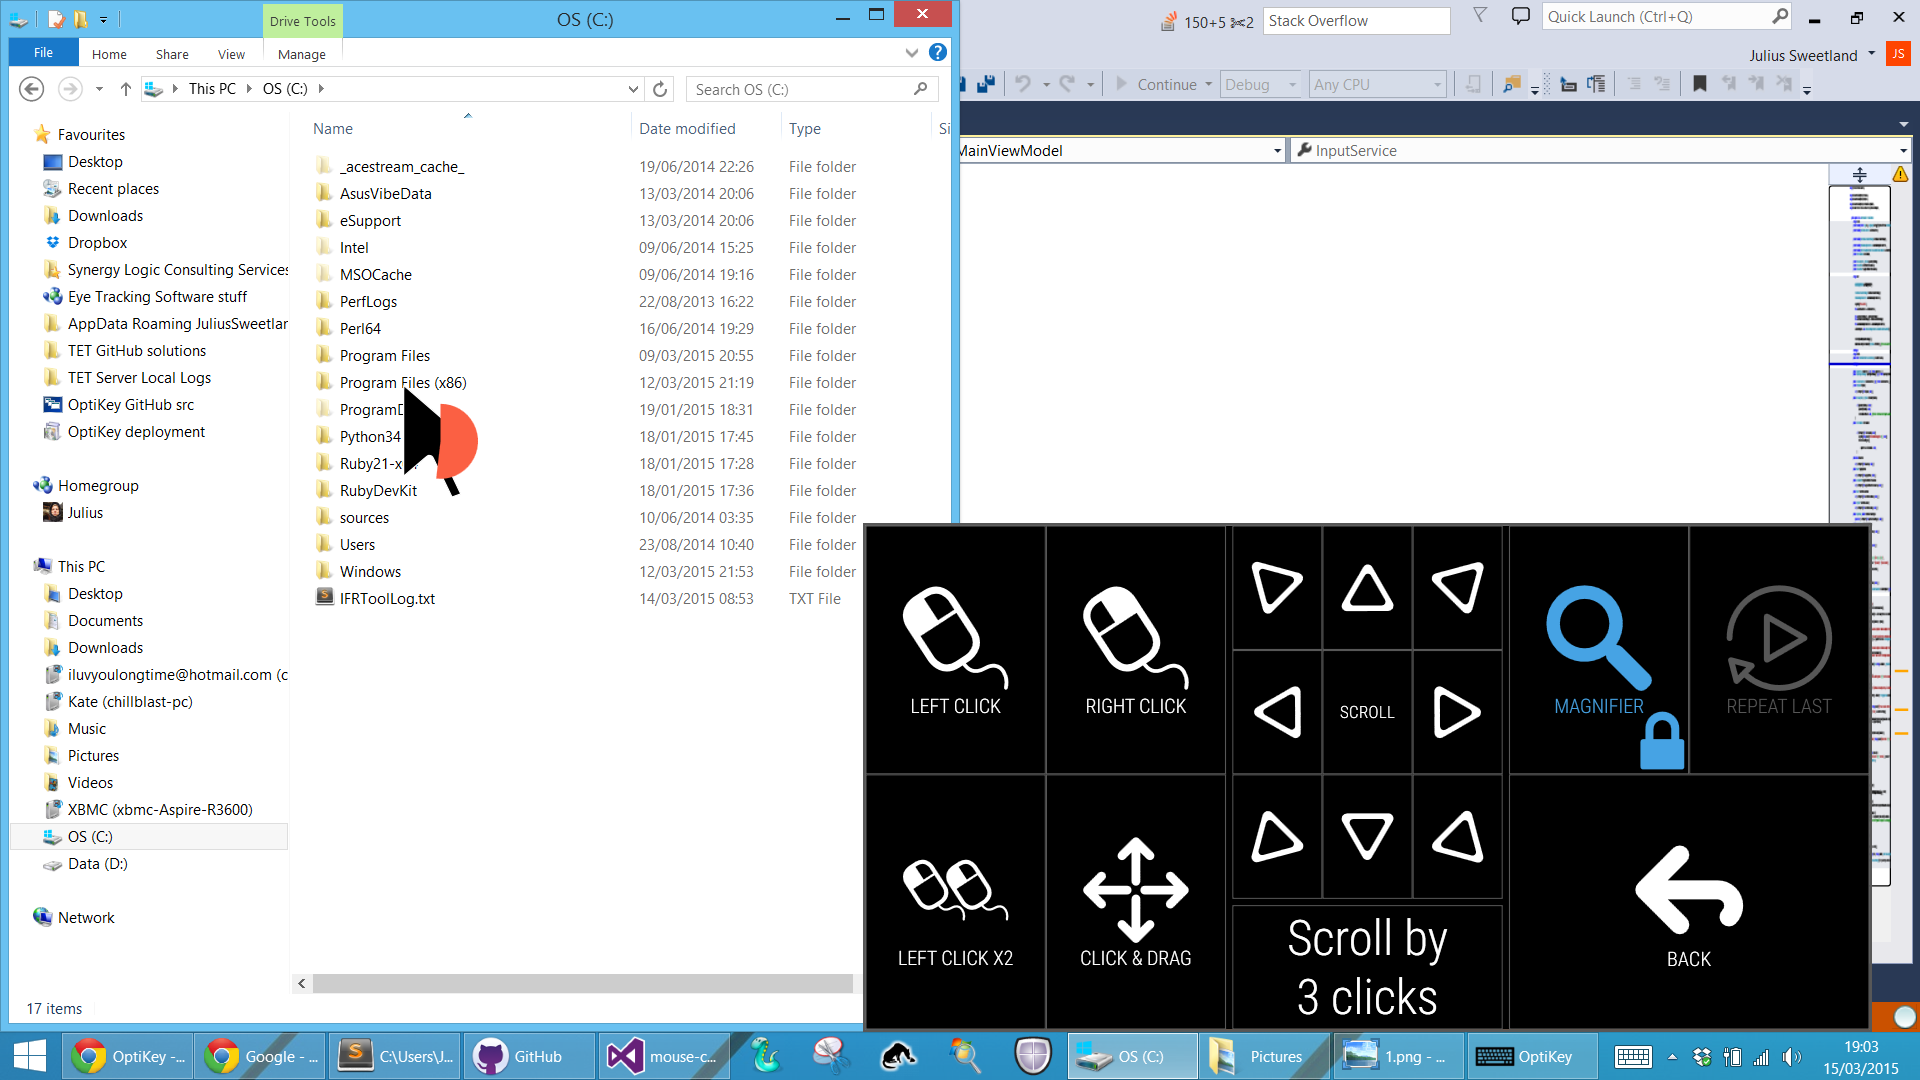 Drive Tools
OS (C:)
File
Home
Share
View
Manage
This PC
OS (C:)
Search OS (C:)
Name
Date modified
Type
Si
Favourites
Desktop
Recent places
Downloads
Dropbox
Synergy Logic Consulting Services
Eye Tracking Software stuff
AppData Roaming JuliusSweetlan
TET GitHub solutions
TET Server Local Logs
OptiKey GitHub src
OptiKey deployment
Homegroup
Julius
This PC
Desktop
Documents
Downloads
iluvyoulongtime@hotmail.com (c
Kate (chillblast-pc)
Music
Pictures
Videos
XBMC (xbmc-Aspire-R3600)
OS (C:)
Data (D:)
Network
_acestream_cache_ 19/06/2014 22:26 File folder
AsusVibeData 13/03/2014 20:06 File folder
eSupport 13/03/2014 20:06 File folder
Intel 09/06/2014 15:25 File folder
MSOCache 09/06/2014 19:16 File folder
PerfLogs 22/08/2013 16:22 File folder
Perl64 16/06/2014 19:29 File folder
Program Files 09/03/2015 20:55 File folder
Program Files (x86) 12/03/2015 21:19 File folder
ProgramD 19/01/2015 18:31 File folder
Python34 18/01/2015 17:45 File folder
Ruby21-x 18/01/2015 17:28 File folder
RubyDevKit 18/01/2015 17:36 File folder
sources 10/06/2014 03:35 File folder
Users 23/08/2014 10:40 File folder
Windows 12/03/2015 21:53 File folder
IFRToolLog.txt 14/03/2015 08:53 TXT File
17 items
150+5 2
Stack Overflow
Quick Launch (Ctrl+Q)
Julius Sweetland
JS
Continue
Debug
Any CPU
MainViewModel
InputService
LEFT CLICK
RIGHT CLICK
SCROLL
MAGNIFIER
REPEAT LAST
LEFT CLICK X2
CLICK & DRAG
Scroll by
3 clicks
BACK
OptiKey -...
Google - ...
C:\Users\J...
GitHub
mouse-c...
OS (C:)
Pictures
1.png - ...
OptiKey
19:03
15/03/2015